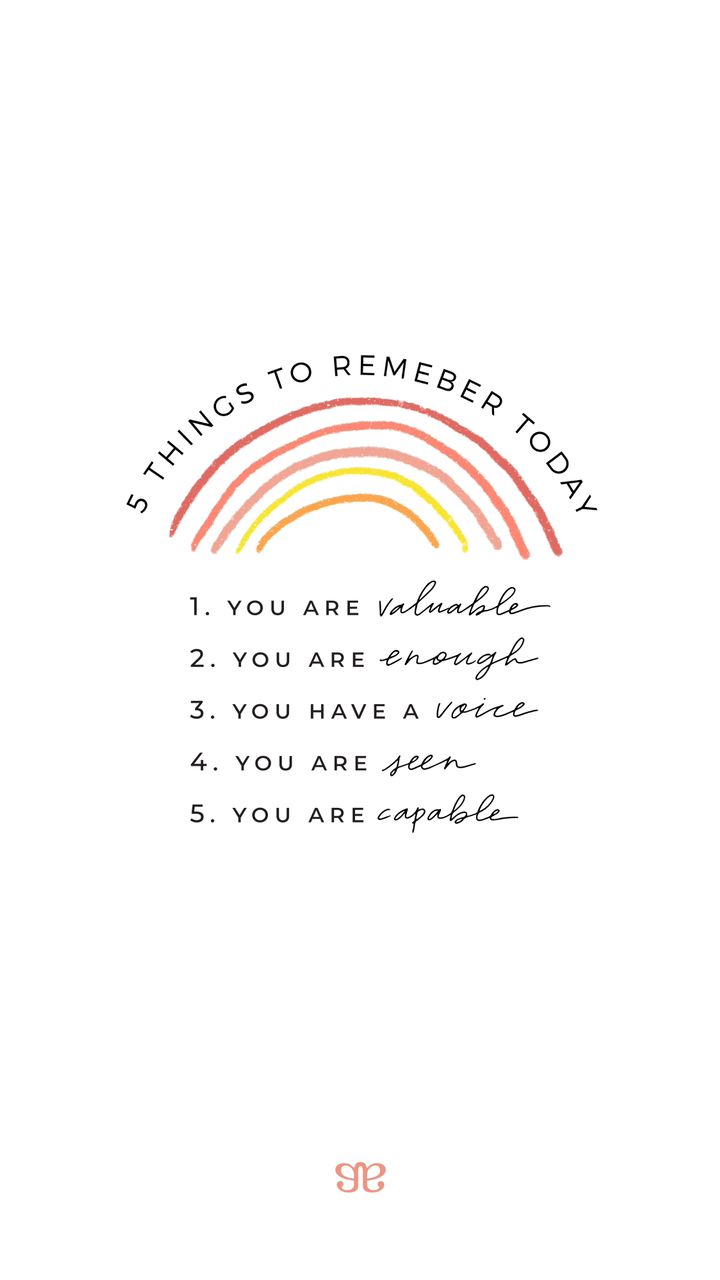 5 THINGS TO REMEBER TODAY
1. YOU ARE valuable
2. YOU ARE enough
3. YOU HAVE A voice
4. YOU ARE seen
5. YOU ARE capable